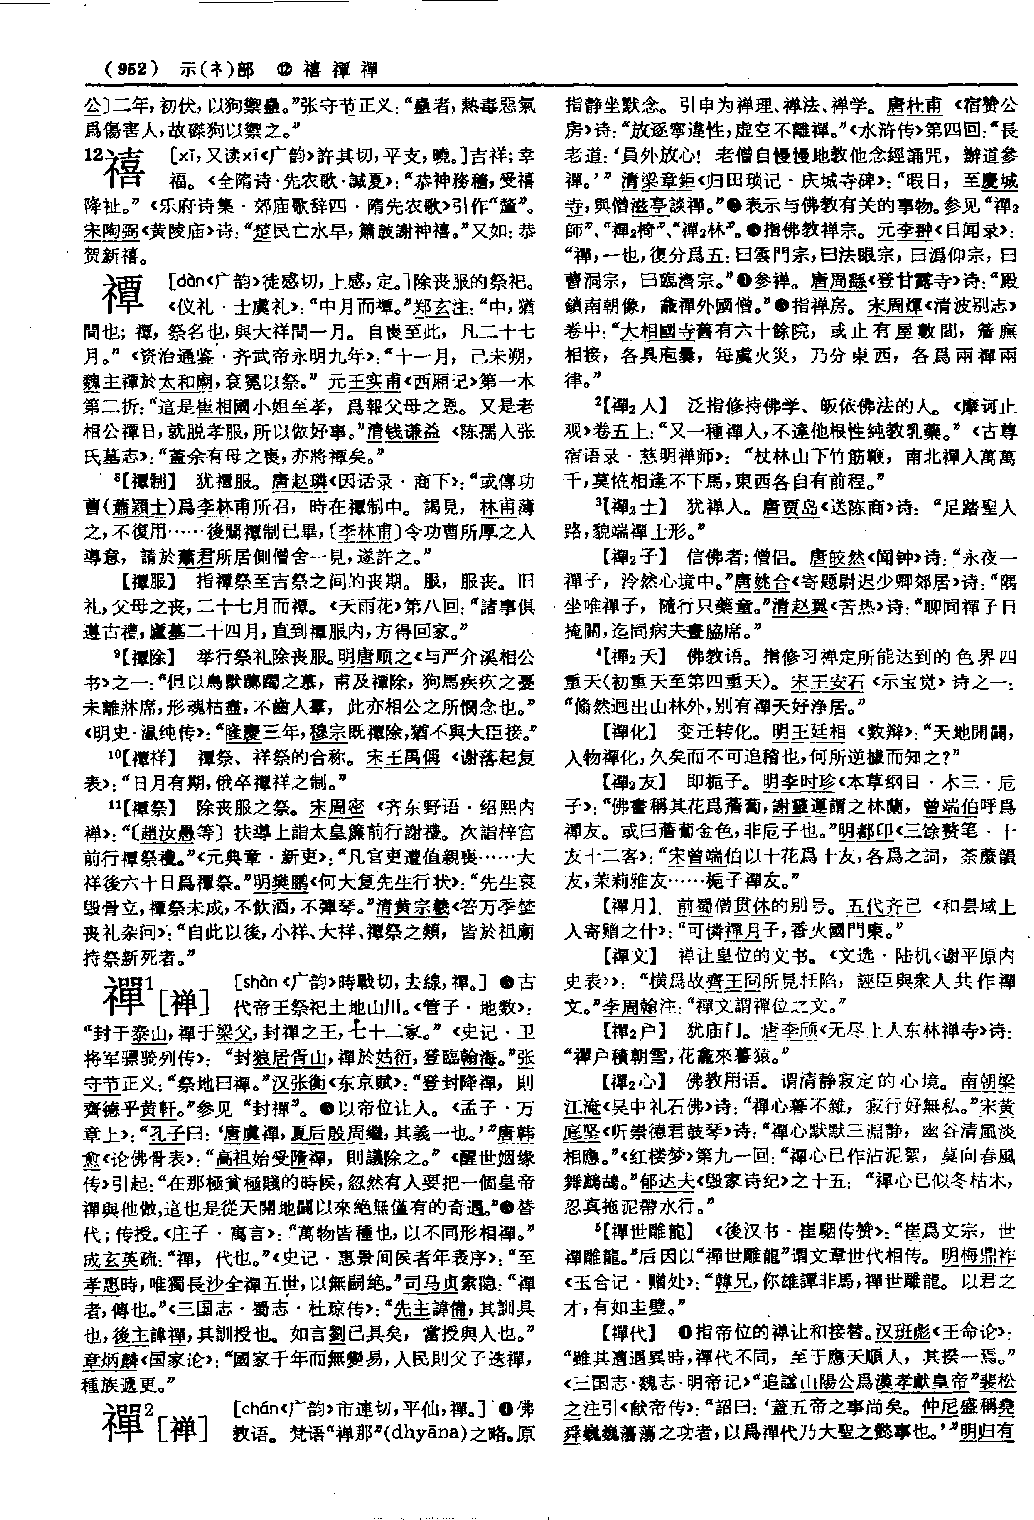 (952) 示(礻)部 ⑫ 禧 禫 禪
公〕二年，初伏，以狗禦蠱。”张守节正义：“蠱者，熱毒惡氣
爲傷害人，故磔狗以禦之。”
12禧 [xǐ，又读xī《广韵》許其切，平支，曉。]吉祥；幸
福。《全隋诗·先农歌·諴夏》：“恭神務穡，受禧
降祉。”《乐府诗集·郊庙歌辞四·隋先农歌》引作“釐”。
宋陶弼《黄陵庙》诗：“楚民亡水旱，簫鼓謝神禧。”又如：恭
贺新禧。
禫 [dàn《广韵》徒感切，上感，定。]除丧服的祭祀。
《仪礼·士虞礼》：“中月而禫。”郑玄注：“中，猶
間也；禫，祭名也，與大祥間一月。自喪至此，凡二十七
月。”《资治通鉴·齐武帝永明九年》：“十一月，己未朔，
魏主禫於太和廟，袞冕以祭。”元王实甫《西厢记》第一本
第二折：“這是崔相國小姐至孝，爲報父母之恩。又是老
相公禫日，就脱孝服，所以做好事。”清钱谦益《陈孺人张
氏墓志》：“蓋余有母之喪，亦將禫矣。”
8【禫制】 犹禫服。唐赵璘《因话录·商下》：“或傳功
曹(蕭穎士)爲李林甫所召，時在禫制中。謁見，林甫薄
之，不復用……後聞禫制已畢，〔李林甫〕令功曹所厚之人
導意，請於蕭君所居側僧舍一見，遂許之。”
【禫服】 指禫祭至吉祭之间的丧期。服，服丧。旧
礼，父母之丧，二十七月而禫。《天雨花》第八回：“諸事俱
遵古禮，廬墓二十四月，直到禫服内，方得回家。”
9【禫除】 举行祭礼除丧服。明唐顺之《与严介溪相公
书》之一：“但以鳥獸躑躅之慕，甫及禫除，狗馬疾疢之憂
未離牀席，形魂枯盡，不齒人羣，此亦相公之所憫念也。”
《明史·温纯传》：“隆慶三年，穆宗既禫除，猶不與大臣接。”
10【禫祥】 禫祭、祥祭的合称。宋王禹偁《谢落起复
表》：“日月有期，俄卒禫祥之制。”
11【禫祭】 除丧服之祭。宋周密《齐东野语·绍熙内
禅》：“〔趙汝愚等〕扶導上詣太皇簾前行謝禮。次詣梓宫
前行禫祭禮。”《元典章·新吏》：“凡官吏遭值親喪……大
祥後六十日爲禫祭。”明樊鹏《何大复先生行状》：“先生哀
毁骨立，禫祭未成，不飲酒，不彈琴。”清黄宗羲《答万季埜
丧礼杂问》：“自此以後，小祥、大祥、禫祭之類，皆於祖廟
特祭新死者。”
禪1[禅] [shàn《广韵》時戰切，去線，禪。]❶古
代帝王祭祀土地山川。《管子·地数》：
“封于泰山，禪于梁父，封禪之王，七十二家。”《史记·卫
将军骠骑列传》：“封狼居胥山，禪於姑衍，登臨翰海。”张
守节正义：“祭地曰禪。”汉张衡《东京赋》：“登封降禪，則
齊德乎黄軒。”参见“封禪”。❷以帝位让人。《孟子·万
章上》：“孔子曰：‘唐虞禪，夏后殷周繼，其義一也。’”唐韩
愈《论佛骨表》：“高祖始受隋禪，則議除之。”《醒世姻缘
传》引起：“在那極貧極賤的時候，忽然有人要把一個皇帝
禪與他做，這也是從天開地闢以來絶無僅有的奇遇。”❸替
代；传授。《庄子·寓言》：“萬物皆種也，以不同形相禪。”
成玄英疏：“禪，代也。”《史记·惠景间侯者年表序》：“至
孝惠時，唯獨長沙全禪五世，以無嗣絶。”司马贞索隐：“禪
者，傳也。”《三国志·蜀志·杜琼传》：“先主諱備，其訓具
也，後主諱禪，其訓授也。如言劉已具矣，當授與人也。”
章炳麟《国家论》：“國家千年而無變易，人民則父子迭禪，
種族遞更。”
禪2[禅] [chán《广韵》市連切，平仙，禪。]❶佛
教语。梵语“禅那”(dhyāna)之略。原
指静坐默念。引申为禅理、禅法、禅学。唐杜甫《宿赞公
房》诗：“放逐寧違性，虚空不離禪。”《水浒传》第四回：“長
老道：‘員外放心！老僧自慢慢地教他念經誦咒，辦道參
禪。’”清梁章鉅《归田琐记·庆城寺碑》：“暇日，至慶城
寺，與僧滋亭談禪。”❷表示与佛教有关的事物。参见“禪2
師”、“禪2椅”、“禪2林”。❸指佛教禅宗。元李翀《日闻录》：
“禪，一也，復分爲五：曰雲門宗，曰法眼宗，曰潙仰宗，曰
曹洞宗，曰臨濟宗。”❹参禅。唐周繇《登甘露寺》诗：“殿
鎖南朝像，龕禪外國僧。”❺指禅房。宋周煇《清波别志》
卷中：“大相國寺舊有六十餘院，或止有屋數間，簷廡
相接，各具庖爨，每虞火災，乃分東西，各爲兩禪兩
律。”
2【禪2人】 泛指修持佛学、皈依佛法的人。《摩诃止
观》卷五上：“又一種禪人，不達他根性純教乳藥。”《古尊
宿语录·慈明禅师》：“杖林山下竹筋鞭，南北禪人萬萬
千，莫恠相逢不下馬，東西各自有前程。”
3【禪2士】 犹禅人。唐贾岛《送陈商》诗：“足踏聖人
路，貌端禪士形。”
【禪2子】 信佛者；僧侣。唐皎然《闻钟》诗：“永夜一
禪子，泠然心境中。”唐姚合《寄题尉迟少卿郊居》诗：“隅
坐唯禪子，隨行只藥童。”清赵翼《苦热》诗：“聊同禪子日
掩關，迄同病夫晝脇席。”
4【禪2天】 佛教语。指修习禅定所能达到的色界四
重天(初重天至第四重天)。宋王安石《示宝觉》诗之一：
“翛然迥出山林外，别有禪天好净居。”
【禪化】 变迁转化。明王廷相《数辩》：“天地開闢，
人物禪化，久矣而不可追稽也，何所逆據而知之？”
【禪2友】 即栀子。明李时珍《本草纲目·木三·卮
子》：“佛書稱其花爲薝蔔，謝靈運謂之林蘭，曾端伯呼爲
禪友。或曰薝蔔金色，非卮子也。”明都卬《三馀赘笔·十
友十二客》：“宋曾端伯以十花爲十友，各爲之詞，荼蘼韻
友，茉莉雅友……梔子禪友。”
【禪月】 前蜀僧贯休的别号。五代齐己《和昙域上
人寄赠之什》：“可憐禪月子，香火國門東。”
【禪文】 禅让皇位的文书。《文选·陆机〈谢平原内
史表〉》：“横爲故齊王冏所見枉陷，誣臣與衆人共作禪
文。”李周翰注：“禪文謂禪位之文。”
【禪2户】 犹庙门。唐李颀《无尽上人东林禅寺》诗：
“禪户積朝雪，花龕來暮猿。”
【禪2心】 佛教用语。谓清静寂定的心境。南朝梁
江淹《吴中礼石佛》诗：“禪心暮不雜，寂行好無私。”宋黄
庭坚《听崇德君鼓琴》诗：“禪心默默三淵静，幽谷清風淡
相應。”《红楼梦》第九一回：“禪心已作沾泥絮，莫向春風
舞鷓鴣。”郁达夫《毁家诗纪》之十五：“禪心已似冬枯木，
忍真拖泥帶水行。”
5【禪世雕龍】 《後汉书·崔駰传赞》：“崔爲文宗，世
禪雕龍。”后因以“禪世雕龍”谓文章世代相传。明梅鼎祚
《玉合记·赠处》：“韓兄，你雄譚非馬，禪世雕龍。以君之
才，有如圭璧。”
【禪代】 ❶指帝位的禅让和接替。汉班彪《王命论》：
“雖其遭遇異時，禪代不同，至于應天順人，其揆一焉。”
《三国志·魏志·明帝记》“追謚山陽公爲漢孝獻皇帝”裴松
之注引《献帝传》：“詔曰：‘蓋五帝之事尚矣。仲尼盛稱堯
舜巍巍蕩蕩之功者，以爲禪代乃大聖之懿事也。’”明归有